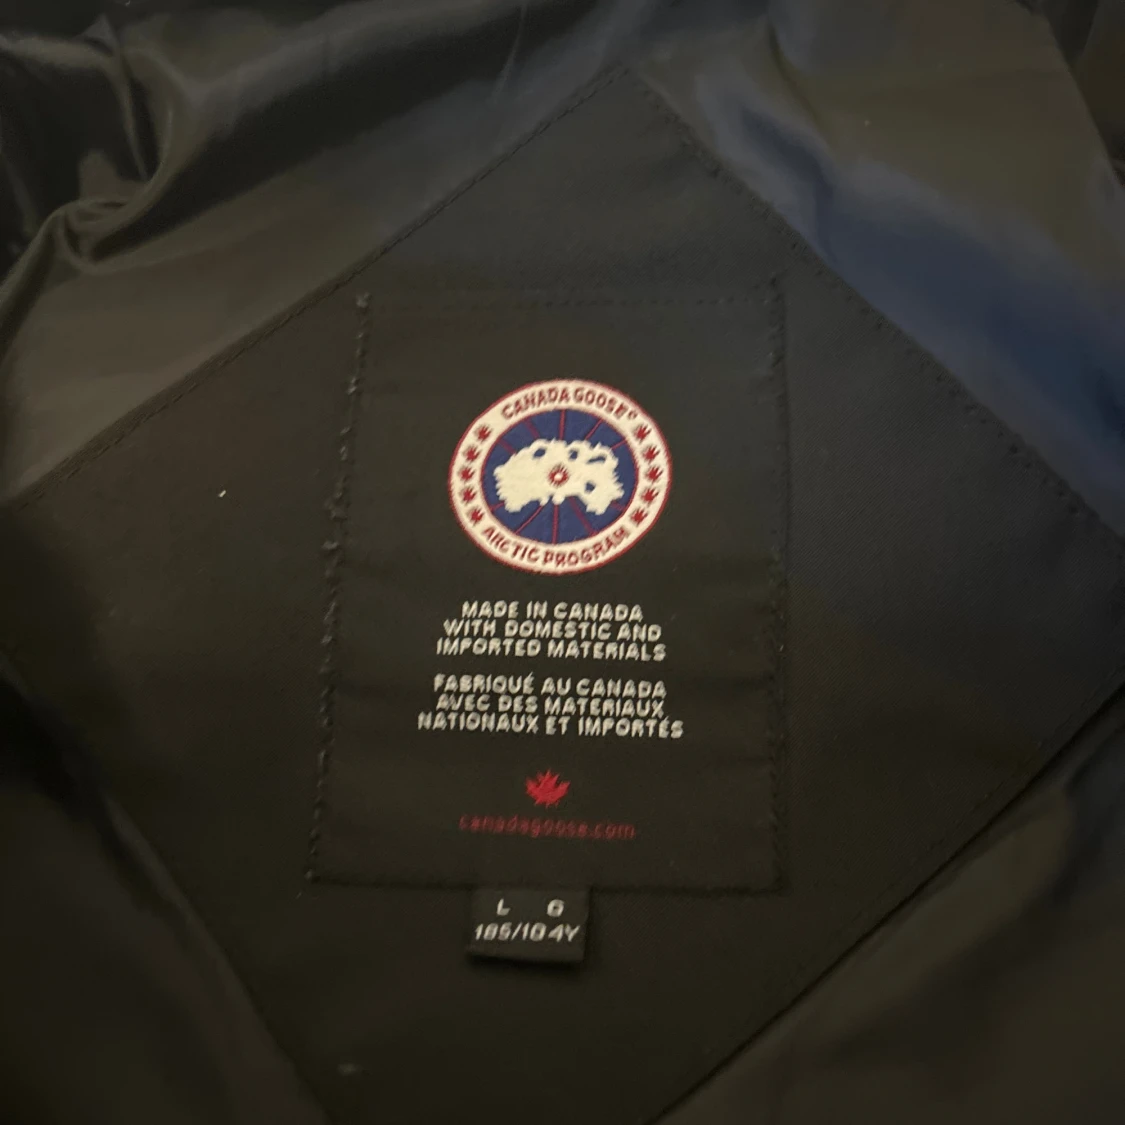 CANADA GOOSE®
ARCTIC PROGRAM
MADE IN CANADA
WITH DOMESTIC AND
IMPORTED MATERIALS
FABRIQUÉ AU CANADA
AVEC DES MATERIAUX
NATIONAUX ET IMPORTÉS
canadagoose.com
L G
185/104Y